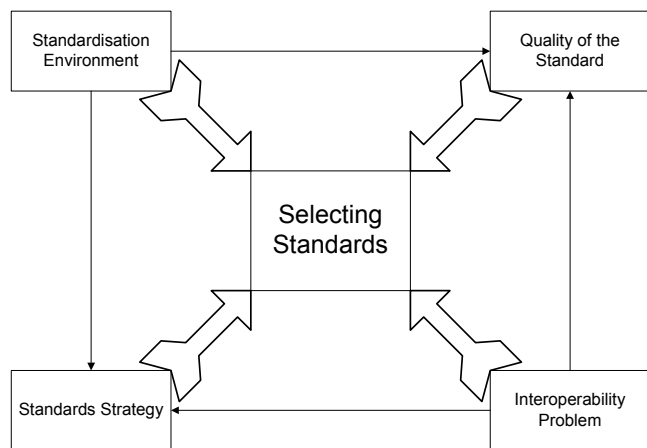 Standardisation
Environment
Quality of the
Standard
Selecting
Standards
Standards Strategy
Interoperability
Problem